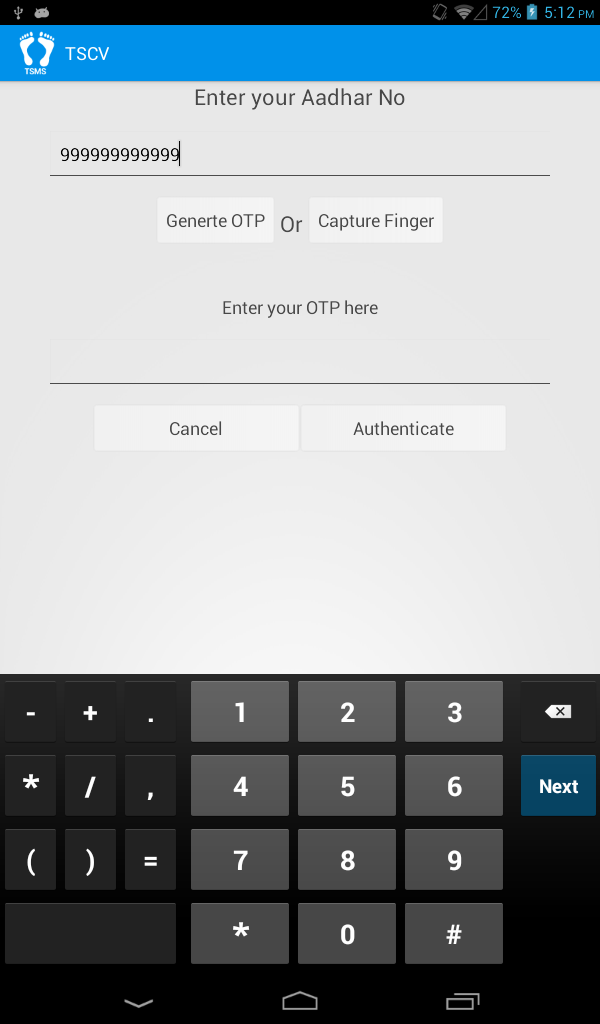 72% 5:12 PM
TSMS TSCV
Enter your Aadhar No
999999999999
Generte OTP Or Capture Finger
Enter your OTP here
Cancel Authenticate
- + . 1 2 3
* / , 4 5 6 Next
( ) = 7 8 9
* 0 #